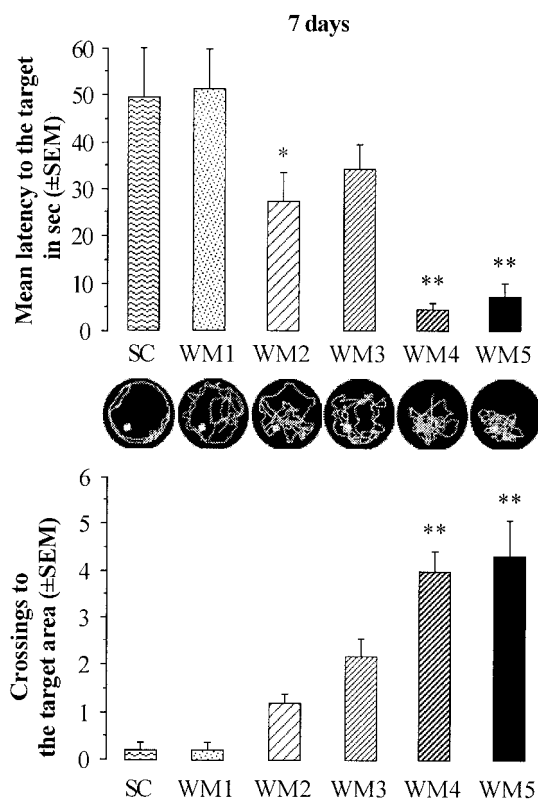 7 days
Mean latency to the target
in sec (±SEM)
60
50
40
30
20
10
0
*
**
**
SC WM1 WM2 WM3 WM4 WM5
Crossings to
the target area (±SEM)
6
5
4
3
2
1
0
**
**
SC WM1 WM2 WM3 WM4 WM5